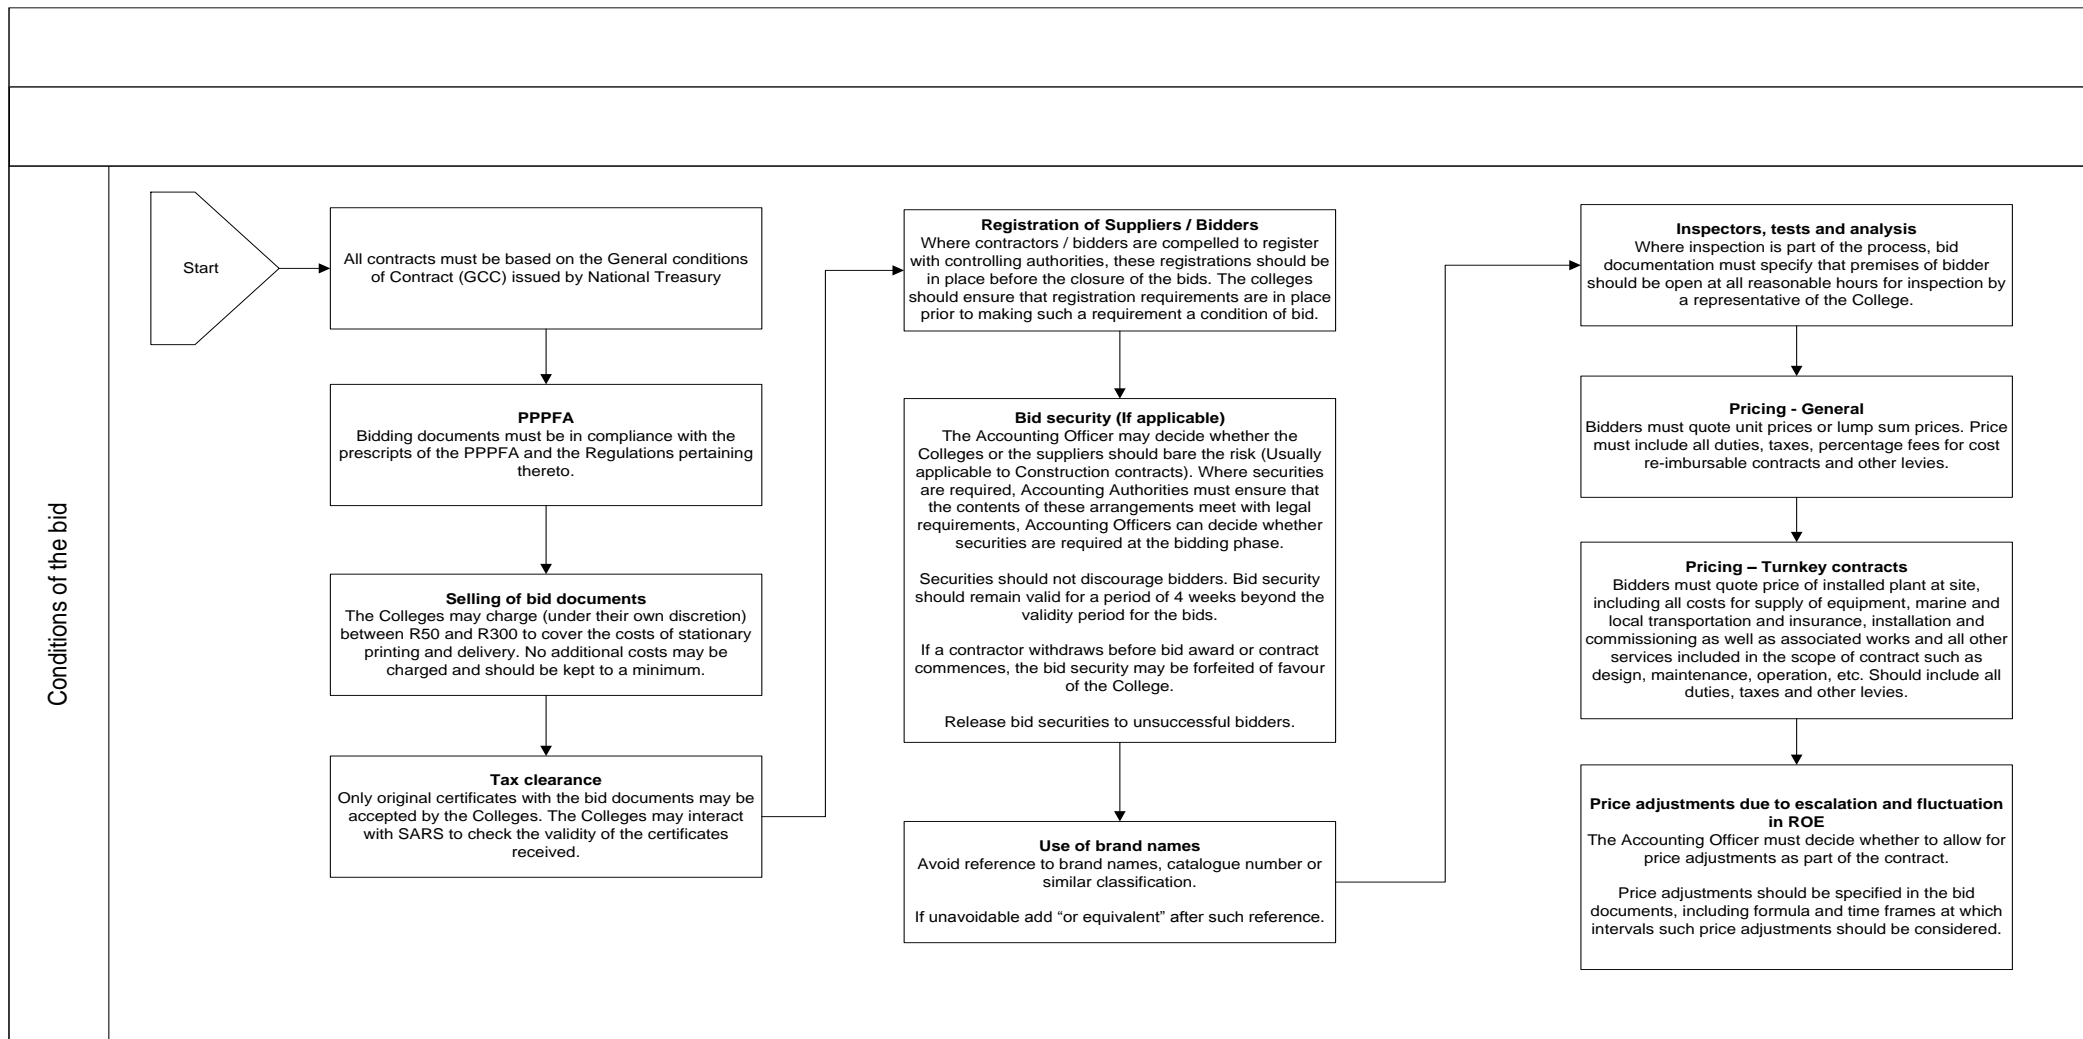 Conditions of the bid
Start
All contracts must be based on the General conditions
of Contract (GCC) issued by National Treasury
PPPFA
Bidding documents must be in compliance with the
prescripts of the PPPFA and the Regulations pertaining
thereto.
Selling of bid documents
The Colleges may charge (under their own discretion)
between R50 and R300 to cover the costs of stationary
printing and delivery. No additional costs may be
charged and should be kept to a minimum.
Tax clearance
Only original certificates with the bid documents may be
accepted by the Colleges. The Colleges may interact
with SARS to check the validity of the certificates
received.
Registration of Suppliers / Bidders
Where contractors / bidders are compelled to register
with controlling authorities, these registrations should be
in place before the closure of the bids. The colleges
should ensure that registration requirements are in place
prior to making such a requirement a condition of bid.
Bid security (If applicable)
The Accounting Officer may decide whether the
Colleges or the suppliers should bare the risk (Usually
applicable to Construction contracts). Where securities
are required, Accounting Authorities must ensure that
the contents of these arrangements meet with legal
requirements, Accounting Officers can decide whether
securities are required at the bidding phase.
Securities should not discourage bidders. Bid security
should remain valid for a period of 4 weeks beyond the
validity period for the bids.
If a contractor withdraws before bid award or contract
commences, the bid security may be forfeited of favour
of the College.
Release bid securities to unsuccessful bidders.
Use of brand names
Avoid reference to brand names, catalogue number or
similar classification.
If unavoidable add “or equivalent” after such reference.
Inspectors, tests and analysis
Where inspection is part of the process, bid
documentation must specify that premises of bidder
should be open at all reasonable hours for inspection by
a representative of the College.
Pricing - General
Bidders must quote unit prices or lump sum prices. Price
must include all duties, taxes, percentage fees for cost
re-imbursable contracts and other levies.
Pricing – Turnkey contracts
Bidders must quote price of installed plant at site,
including all costs for supply of equipment, marine and
local transportation and insurance, installation and
commissioning as well as associated works and all other
services included in the scope of contract such as
design, maintenance, operation, etc. Should include all
duties, taxes and other levies.
Price adjustments due to escalation and fluctuation
in ROE
The Accounting Officer must decide whether to allow for
price adjustments as part of the contract.
Price adjustments should be specified in the bid
documents, including formula and time frames at which
intervals such price adjustments should be considered.